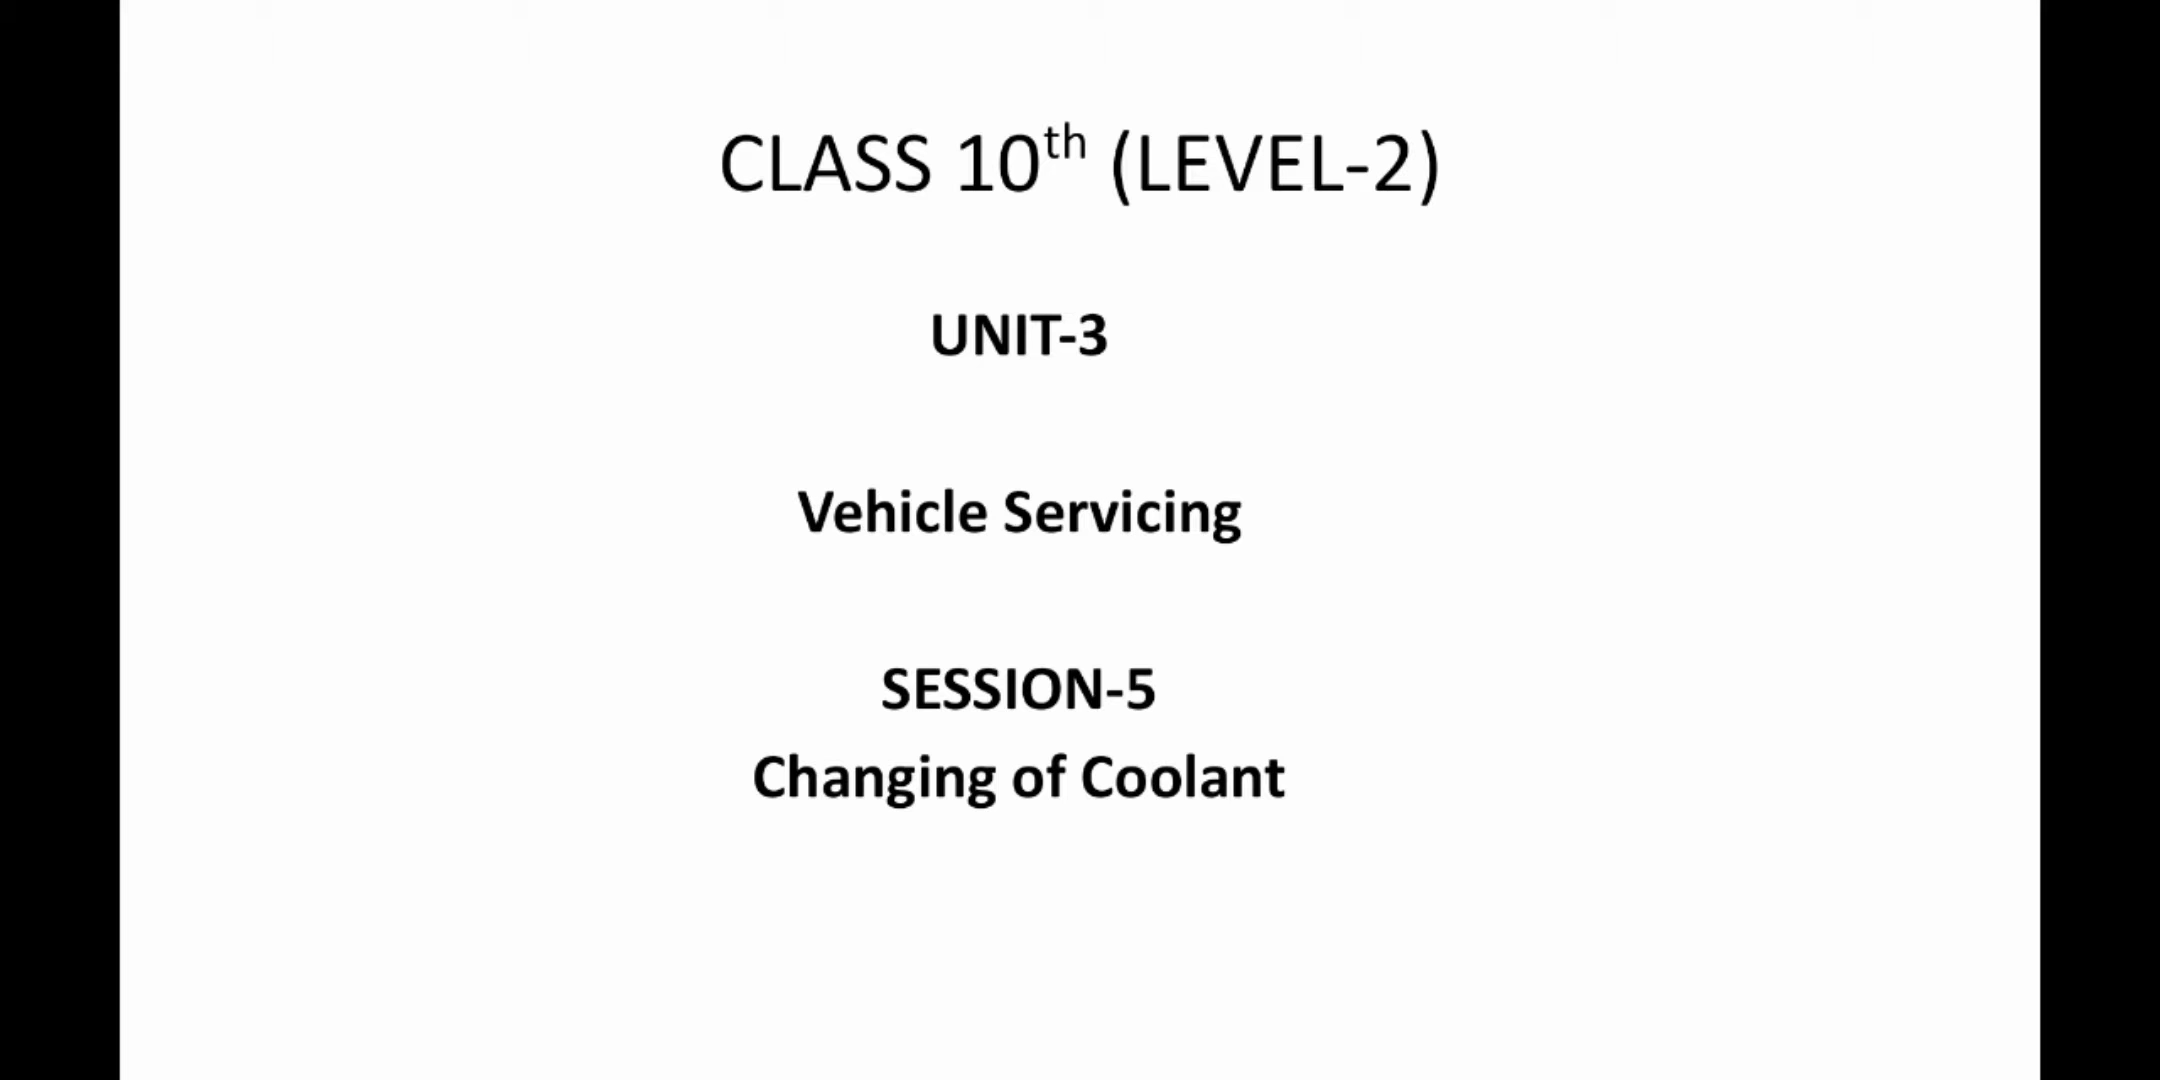 CLASS 10th (LEVEL-2)
UNIT-3
Vehicle Servicing
SESSION-5
Changing of Coolant